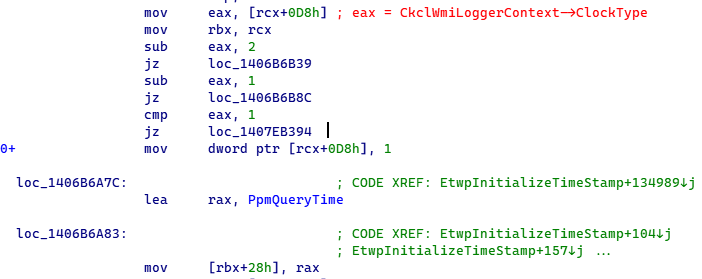 mov eax, [rcx+0D8h] ; eax = CkclWmiLoggerContext->ClockType
mov rbx, rcx
sub eax, 2
jz loc_1406B6B39
sub eax, 1
jz loc_1406B6B8C
cmp eax, 1
jz loc_1407EB394
0+ mov dword ptr [rcx+0D8h], 1
loc_1406B6A7C: ; CODE XREF: EtwpInitializeTimeStamp+134989↓j
lea rax, PpmQueryTime
loc_1406B6A83: ; CODE XREF: EtwpInitializeTimeStamp+104↓j
; EtwpInitializeTimeStamp+157↓j ...
mov [rbx+28h], rax